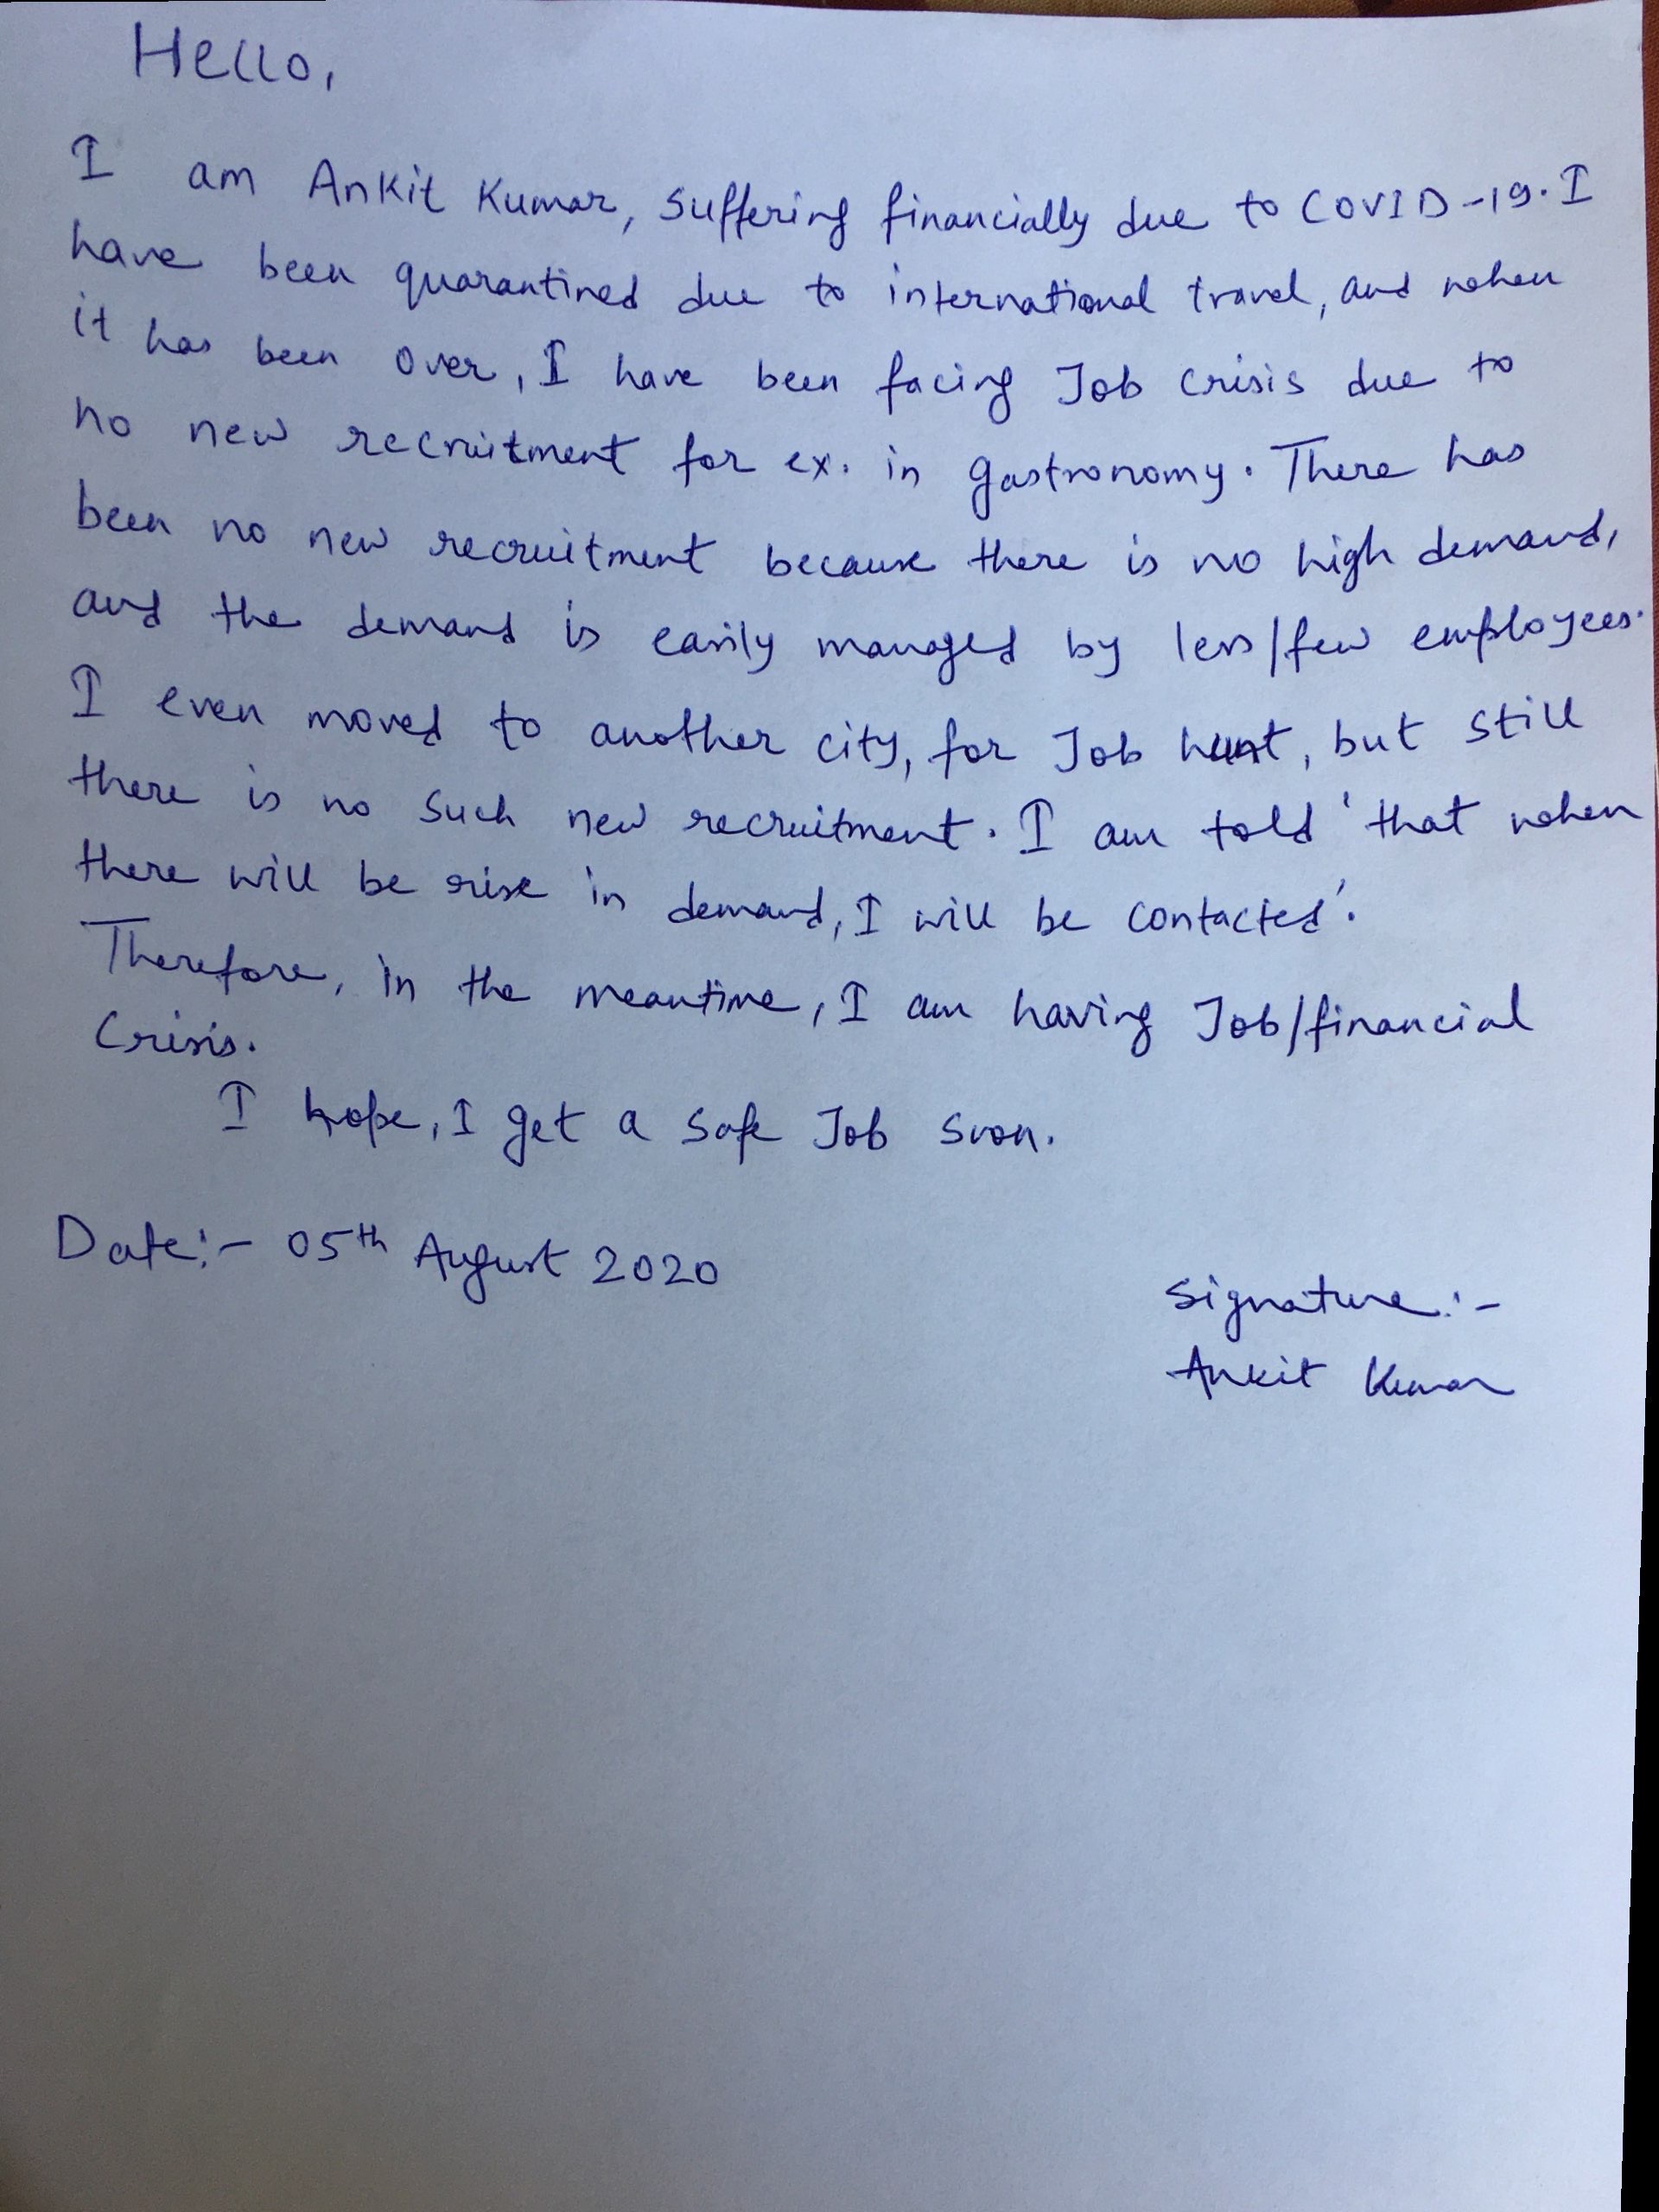 Hello,
I am Ankit Kumar, suffering financially due to COVID-19. I
have been quarantined due to international travel, and when
it has been over, I have been facing Job crisis due to
no new recruitment for ex. in gastronomy. There has
been no new recruitment because there is no high demand,
and the demand is easily managed by less/few employees.
I even moved to another city, for Job hunt, but still
there is no such new recruitment. I am told 'that when
there will be rise in demand, I will be contacted'.
Therefore, in the meantime, I am having Job/financial
Crisis.
I hope, I get a safe Job soon.
Date:- 05th August 2020
Signature:-
Ankit Kumar